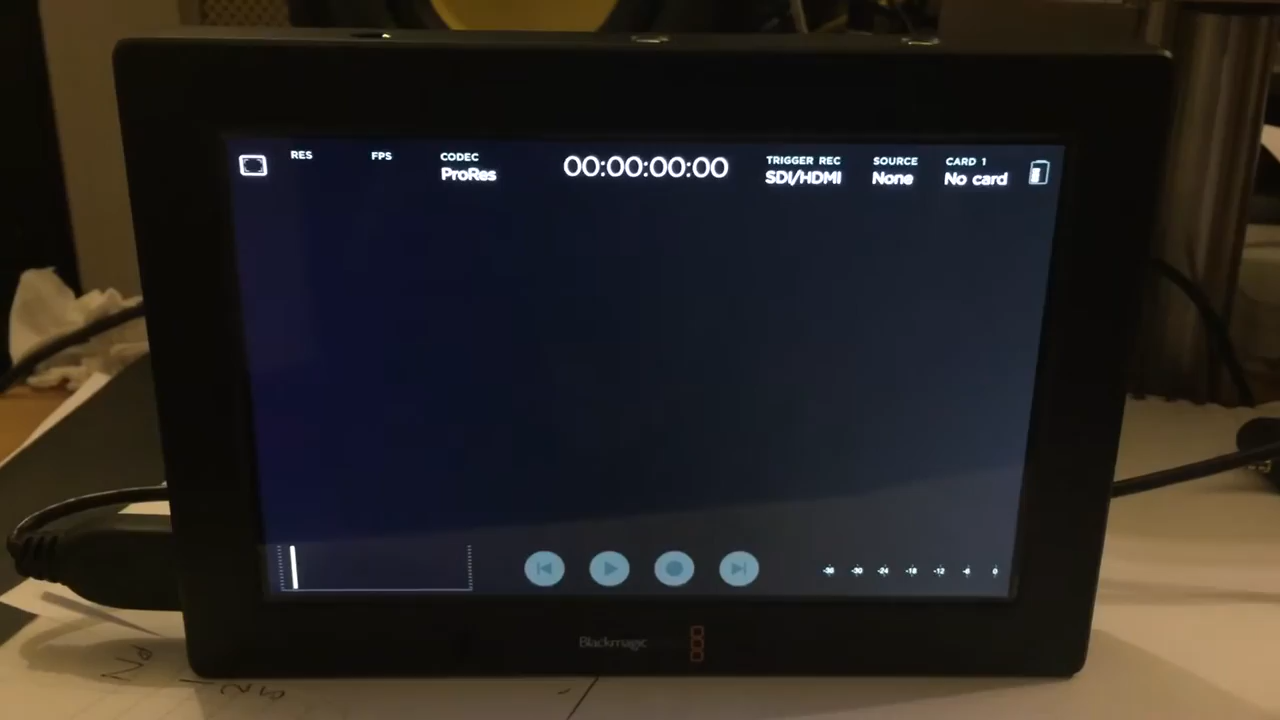 RES
FPS
CODEC
ProRes
00:00:00:00
TRIGGER REC
SDI/HDMI
SOURCE
None
CARD 1
No card
-36 -30 -24 -18 -12 -6 0
Blackmagic